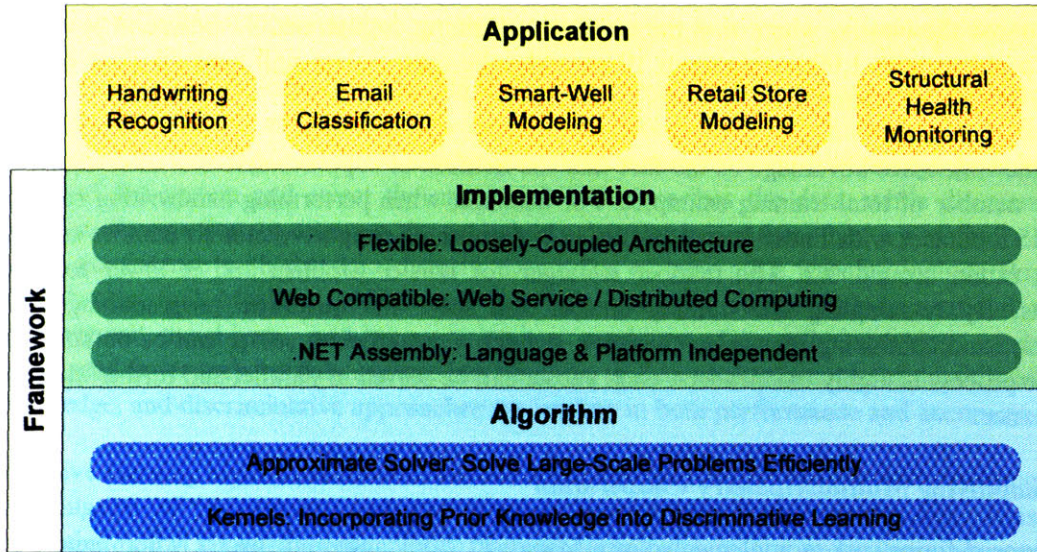 Application
Handwriting
Recognition
Email
Classification
Smart-Well
Modeling
Retail Store
Modeling
Structural
Health
Monitoring
Framework
Implementation
Flexible: Loosely-Coupled Architecture
Web Compatible: Web Service / Distributed Computing
.NET Assembly: Language & Platform Independent
Algorithm
Approximate Solver: Solve Large-Scale Problems Efficiently
Kernels: Incorporating Prior Knowledge into Discriminative Learning